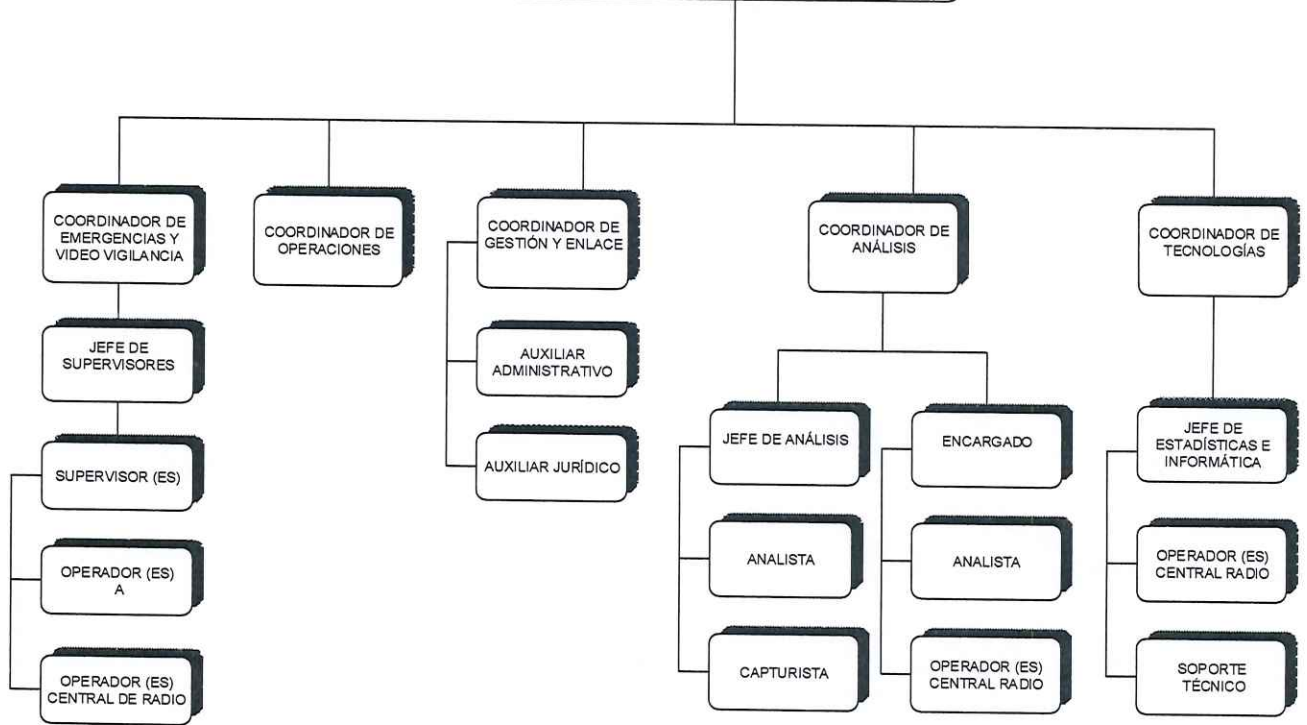 COORDINADOR DE
EMERGENCIAS Y
VIDEO VIGILANCIA
COORDINADOR DE
OPERACIONES
COORDINADOR DE
GESTIÓN Y ENLACE
COORDINADOR DE
ANÁLISIS
COORDINADOR DE
TECNOLOGÍAS
JEFE DE
SUPERVISORES
SUPERVISOR (ES)
OPERADOR (ES)
A
OPERADOR (ES)
CENTRAL DE RADIO
AUXILIAR
ADMINISTRATIVO
AUXILIAR JURÍDICO
JEFE DE ANÁLISIS
ANALISTA
CAPTURISTA
ENCARGADO
ANALISTA
OPERADOR (ES)
CENTRAL RADIO
JEFE DE
ESTADÍSTICAS E
INFORMÁTICA
OPERADOR (ES)
CENTRAL RADIO
SOPORTE
TÉCNICO